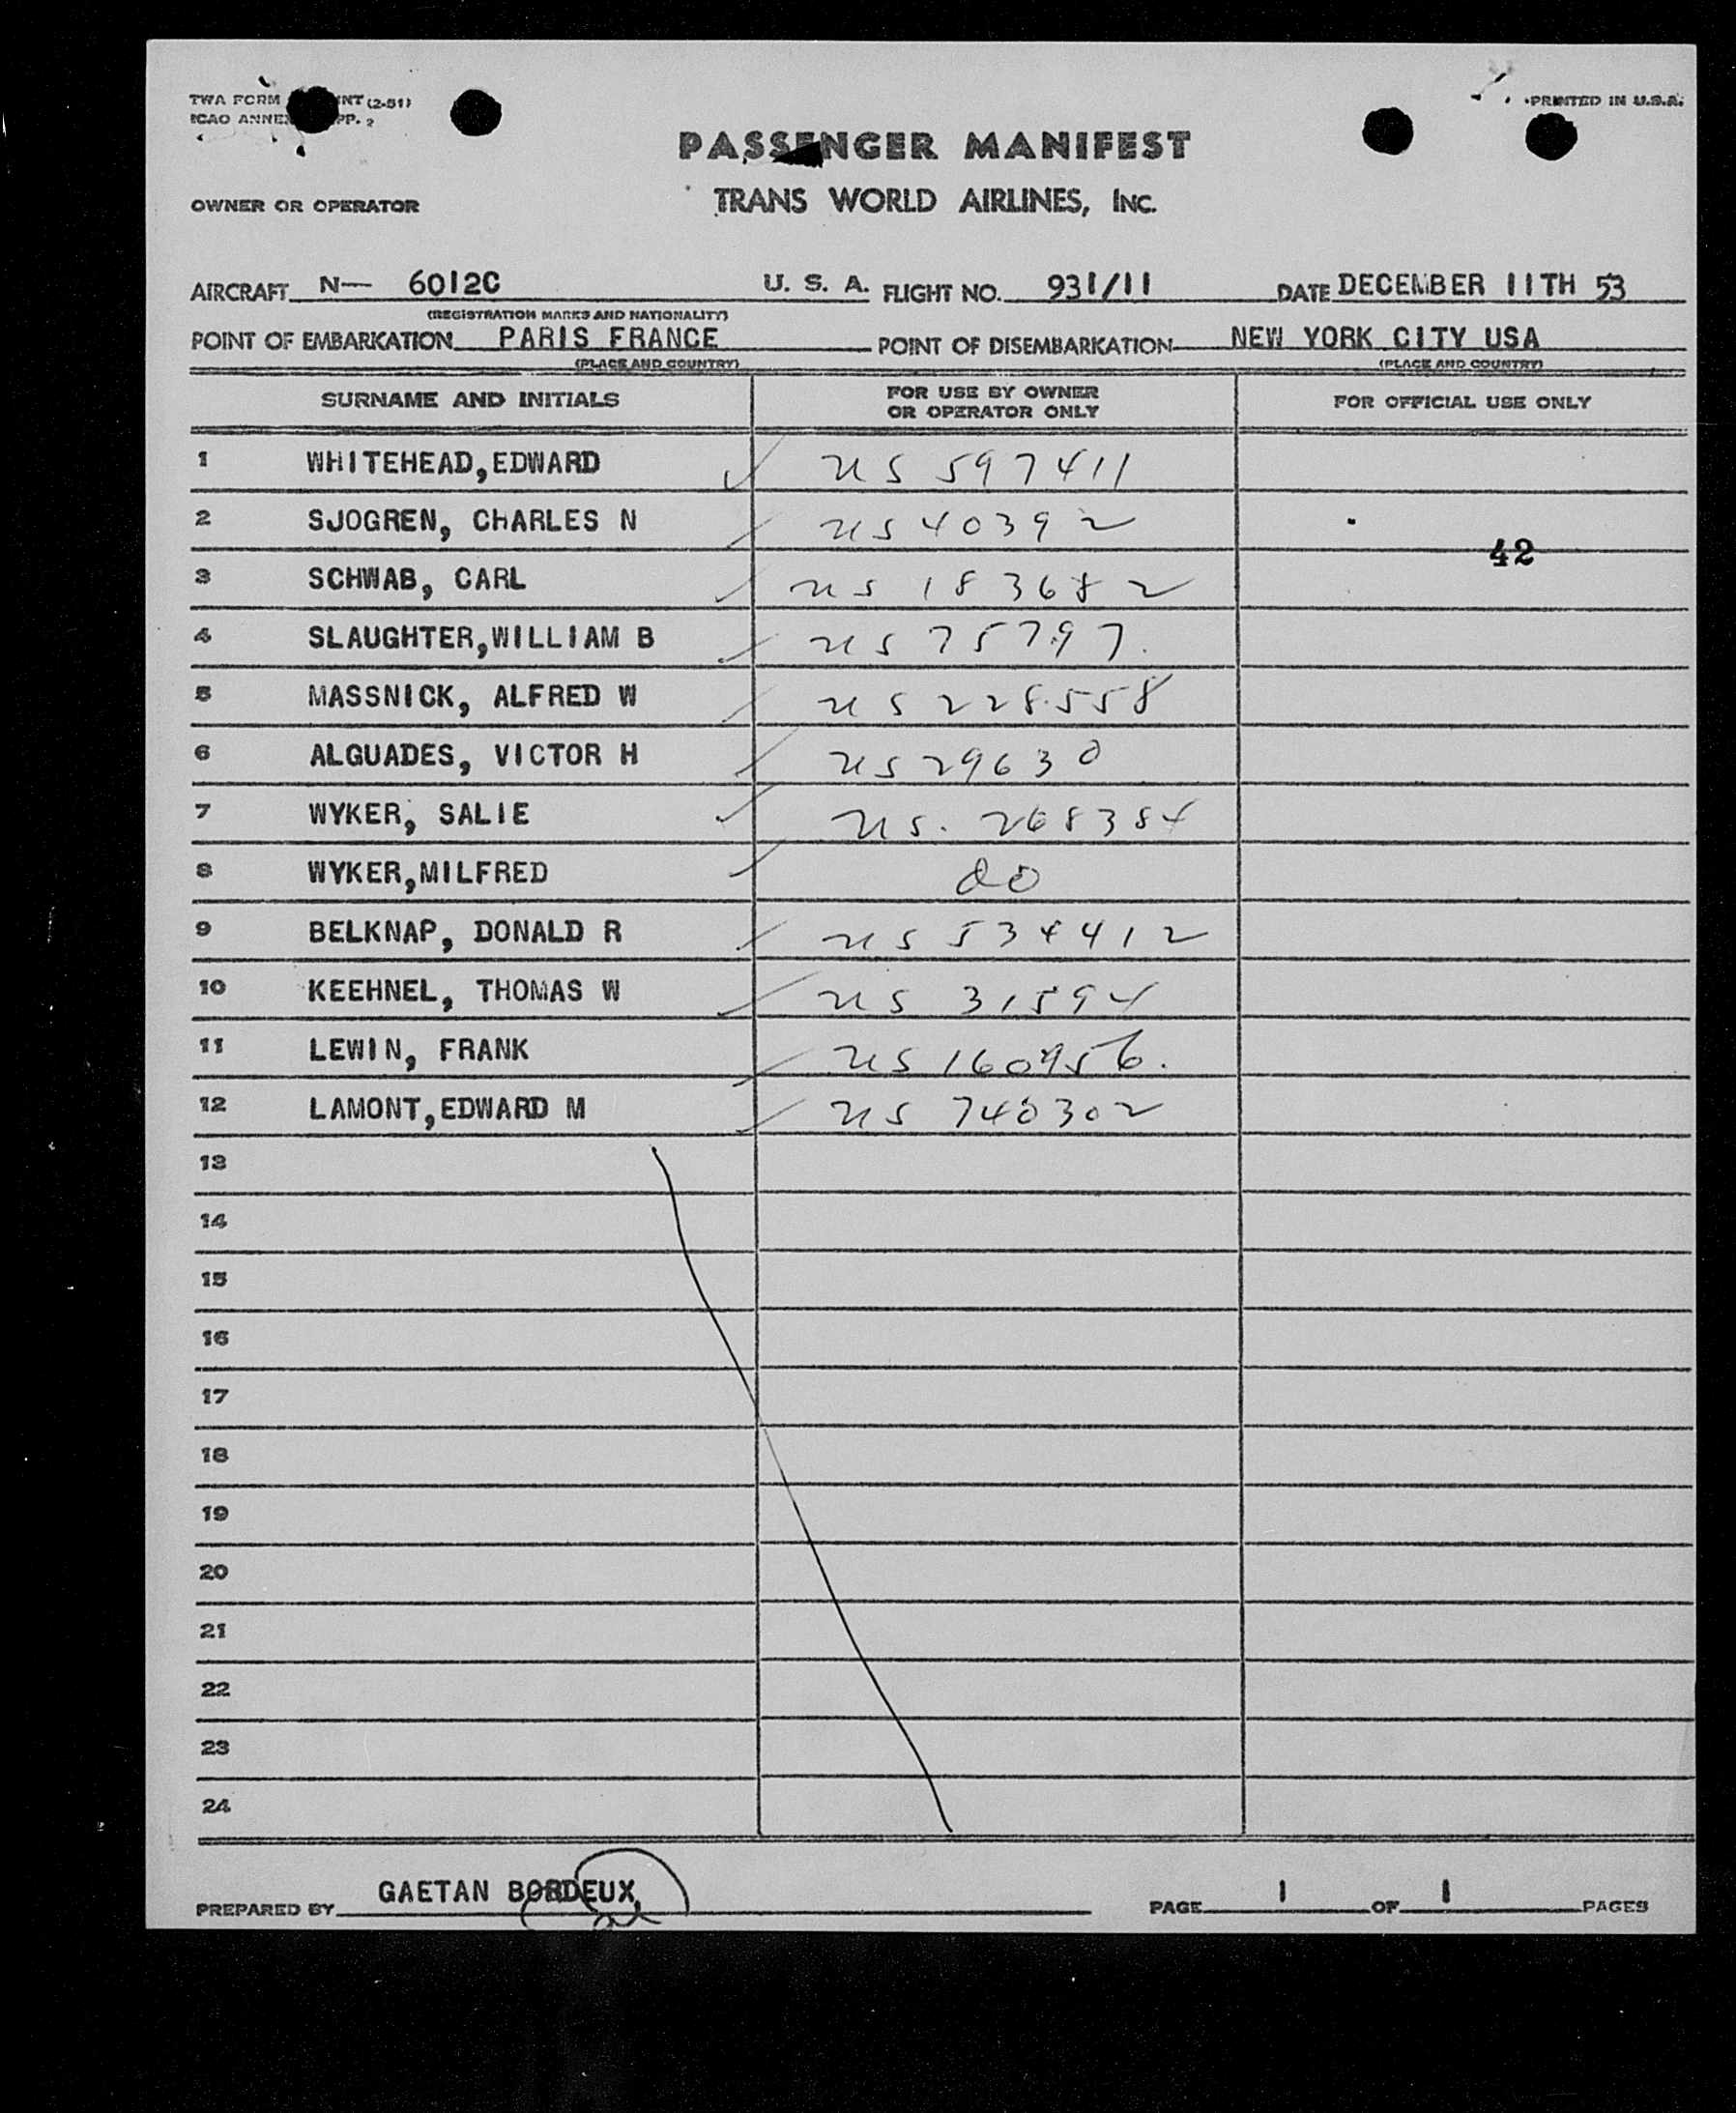 TWA FORM INT (2-51)
ICAO ANNEX APP. 2
PRINTED IN U.S.A.
PASSENGER MANIFEST
OWNER OR OPERATOR
TRANS WORLD AIRLINES, INC.
AIRCRAFT N— 6012C U. S. A. FLIGHT NO. 931/11 DATE DECEMBER 11TH 53
(REGISTRATION MARKS AND NATIONALITY)
POINT OF EMBARKATION PARIS FRANCE POINT OF DISEMBARKATION NEW YORK CITY USA
(PLACE AND COUNTRY) (PLACE AND COUNTRY)
SURNAME AND INITIALS FOR USE BY OWNER OR OPERATOR ONLY FOR OFFICIAL USE ONLY
1 WHITEHEAD,EDWARD US 597411
2 SJOGREN, CHARLES N US 40392
42
3 SCHWAB, CARL US 183682
4 SLAUGHTER,WILLIAM B US 75797.
5 MASSNICK, ALFRED W US 228558
6 ALGUADES, VICTOR H US 29630
7 WYKER, SALIE US. 268384
8 WYKER,MILFRED do
9 BELKNAP, DONALD R US 534412
10 KEEHNEL, THOMAS W US 31594
11 LEWIN, FRANK US 160956.
12 LAMONT,EDWARD M US 740302
13
14
15
16
17
18
19
20
21
22
23
24
PREPARED BY GAETAN BORDEUX PAGE 1 OF 1 PAGES